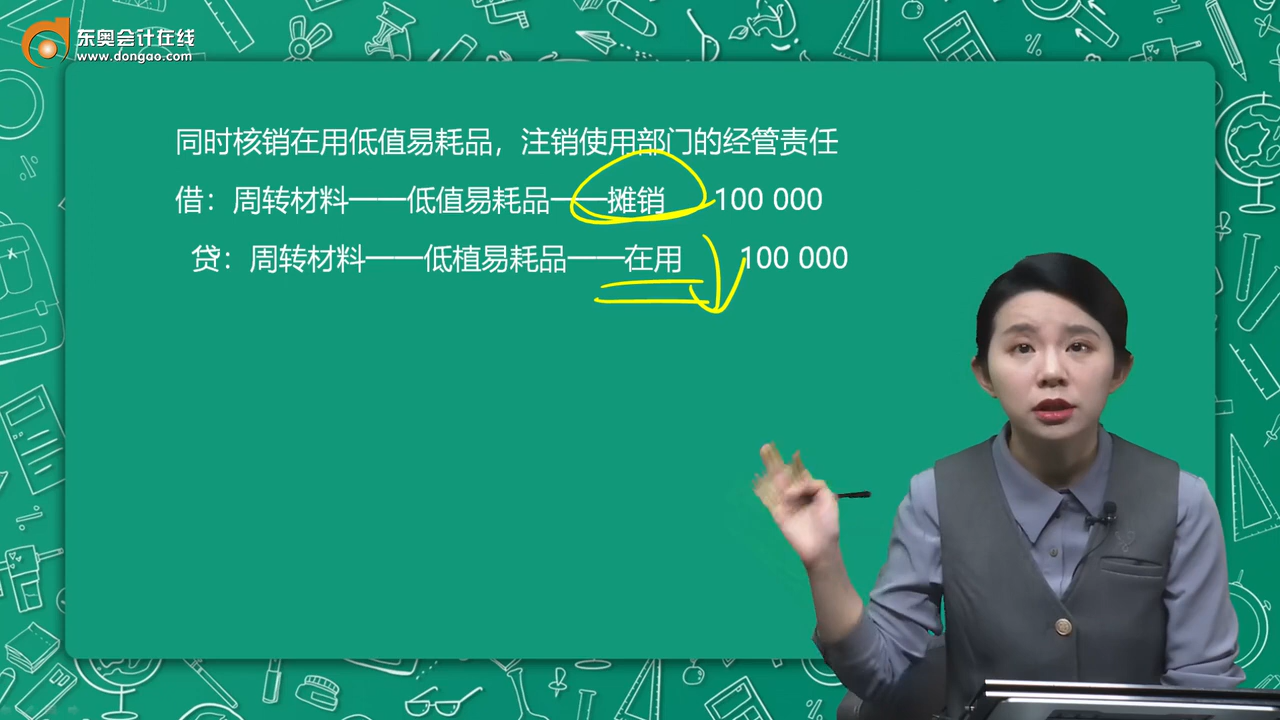 东奥会计在线
www.dongao.com
同时核销在用低值易耗品，注销使用部门的经管责任
借：周转材料——低值易耗品——摊销 100 000
贷：周转材料——低植易耗品——在用 100 000